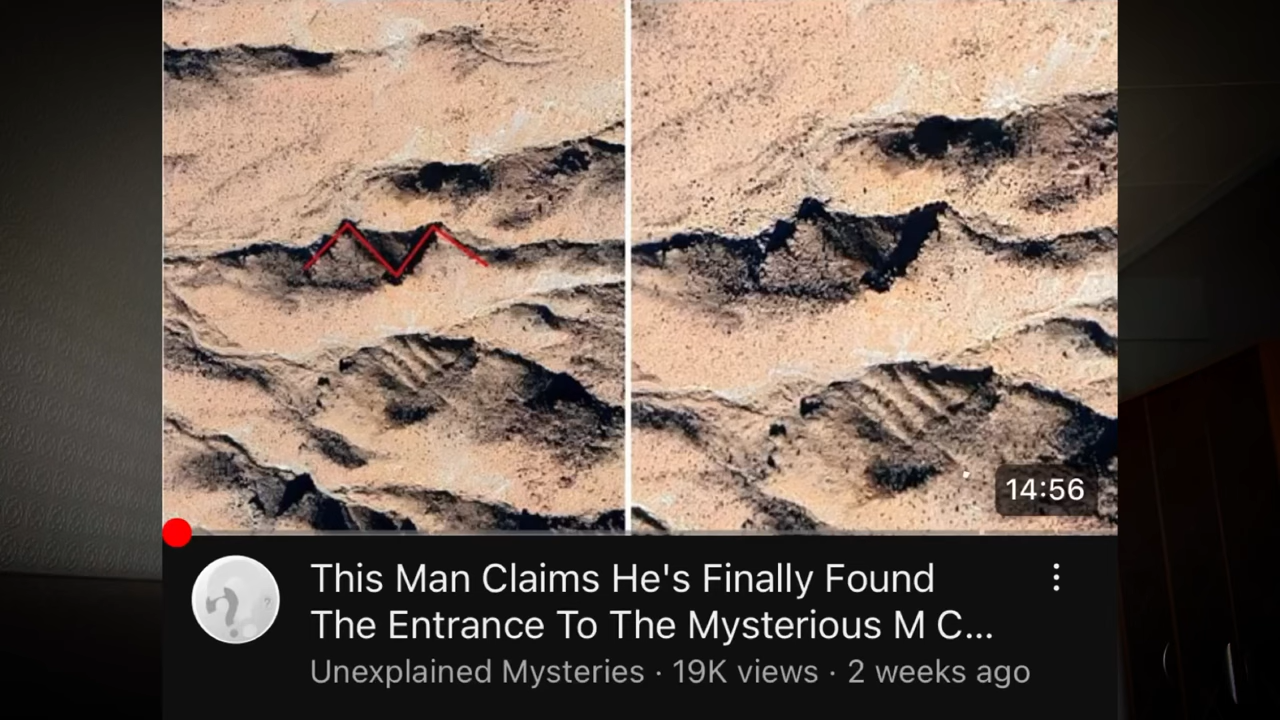 14:56
This Man Claims He's Finally Found
The Entrance To The Mysterious M C...
Unexplained Mysteries · 19K views · 2 weeks ago